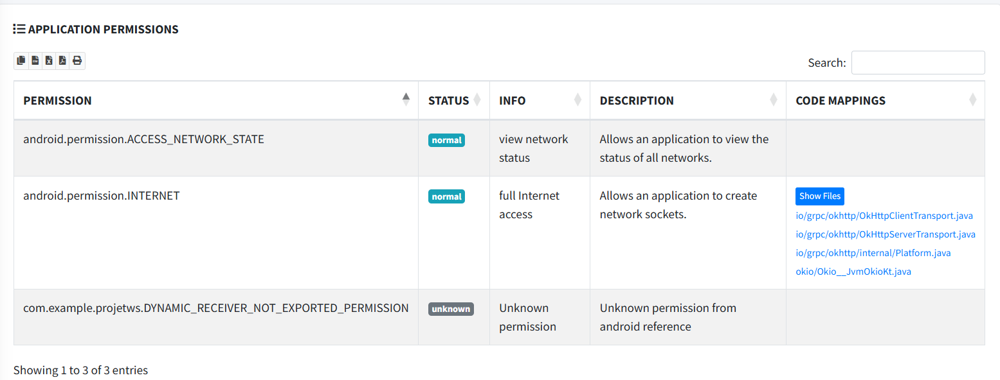 APPLICATION PERMISSIONS
Search:
PERMISSION STATUS INFO DESCRIPTION CODE MAPPINGS
android.permission.ACCESS_NETWORK_STATE normal view network Allows an application to view the
status status of all networks.
android.permission.INTERNET normal full Internet Allows an application to create Show Files
access network sockets. io/grpc/okhttp/OkHttpClientTransport.java
io/grpc/okhttp/OkHttpServerTransport.java
io/grpc/okhttp/internal/Platform.java
okio/Okio__JvmOkioKt.java
com.example.projetws.DYNAMIC_RECEIVER_NOT_EXPORTED_PERMISSION unknown Unknown Unknown permission from
permission android reference
Showing 1 to 3 of 3 entries